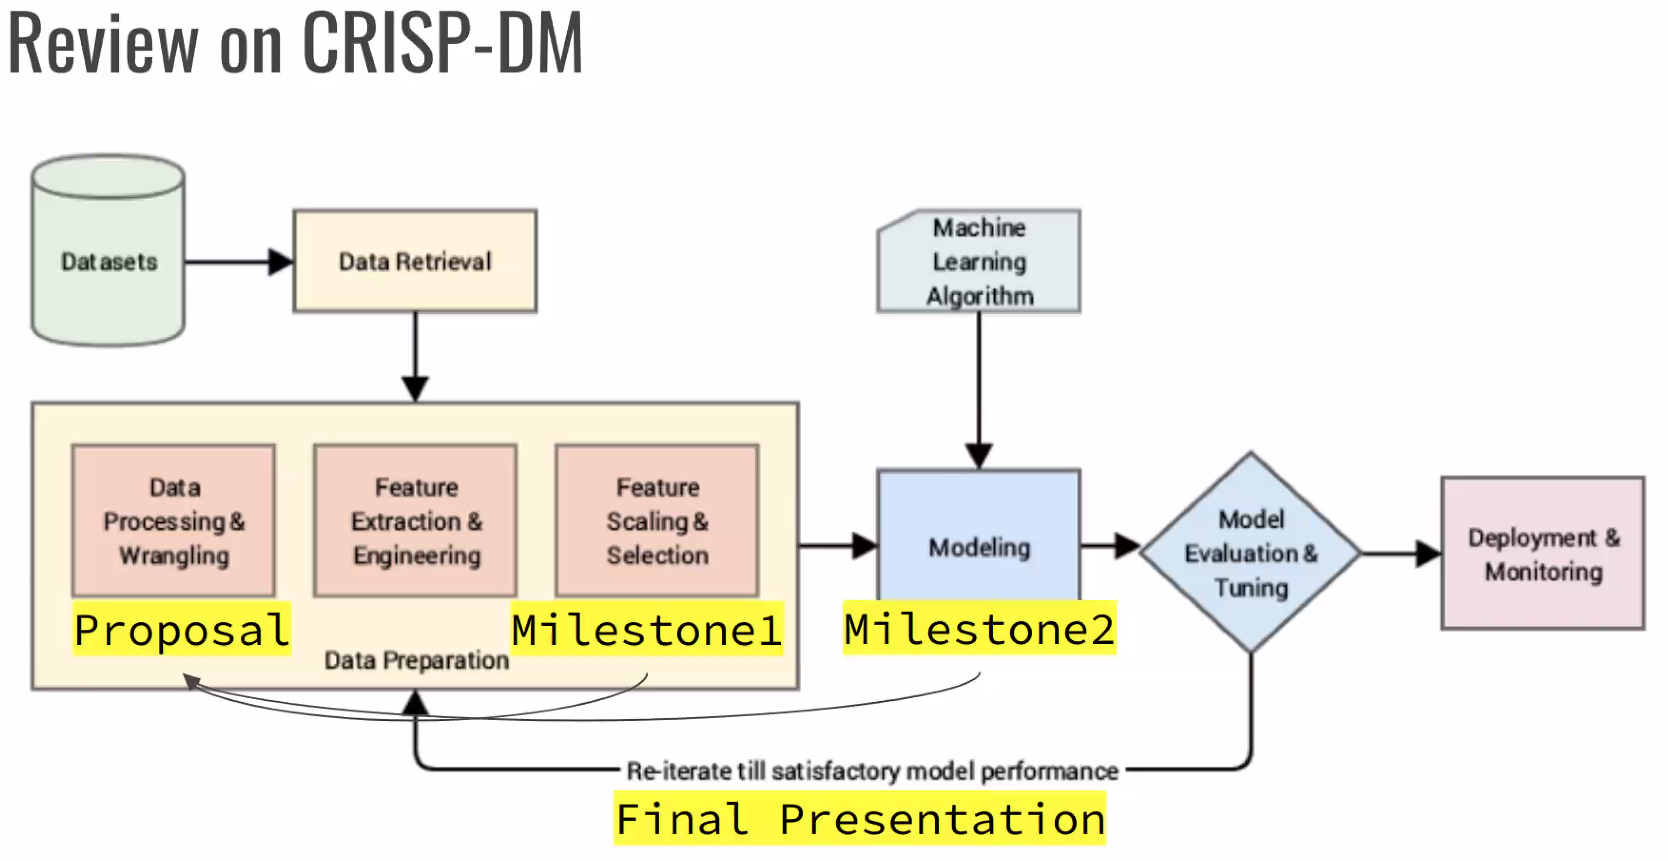 Review on CRISP-DM
Datasets
Data Retrieval
Machine
Learning
Algorithm
Data
Processing &
Wrangling
Feature
Extraction &
Engineering
Feature
Scaling &
Selection
Modeling
Model
Evaluation &
Tuning
Deployment &
Monitoring
Proposal
Milestone1
Milestone2
Data Preparation
Re-iterate till satisfactory model performance
Final Presentation